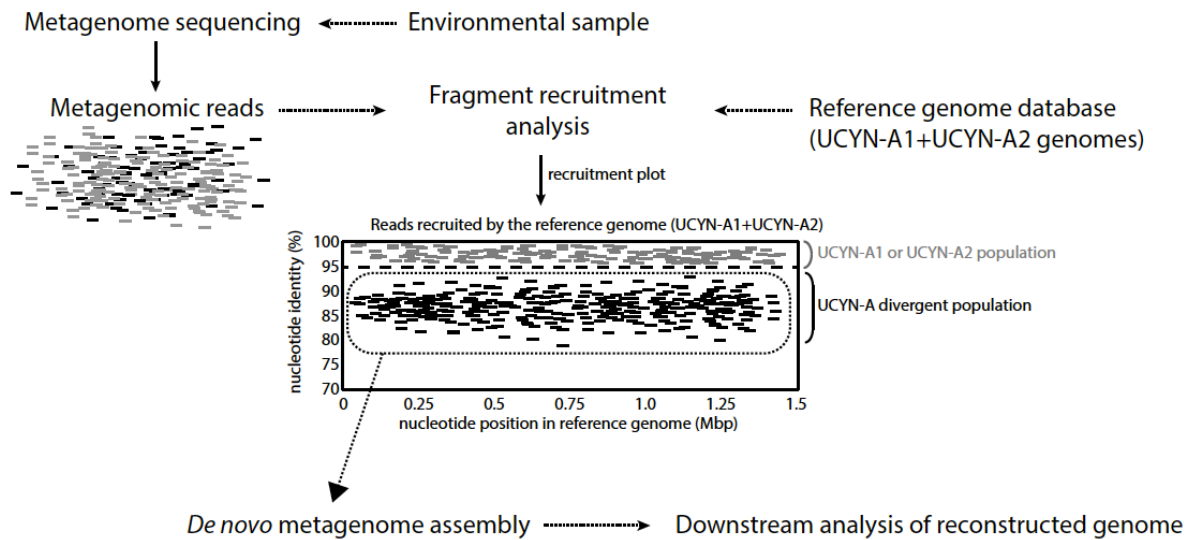 Metagenome sequencing
Environmental sample
Metagenomic reads
Fragment recruitment
analysis
Reference genome database
(UCYN-A1+UCYN-A2 genomes)
recruitment plot
Reads recruited by the reference genome (UCYN-A1+UCYN-A2)
nucleotide identity (%)
100
95
90
85
80
75
70
UCYN-A1 or UCYN-A2 population
UCYN-A divergent population
0
0.25
0.5
0.75
1.0
1.25
1.5
nucleotide position in reference genome (Mbp)
De novo metagenome assembly
Downstream analysis of reconstructed genome